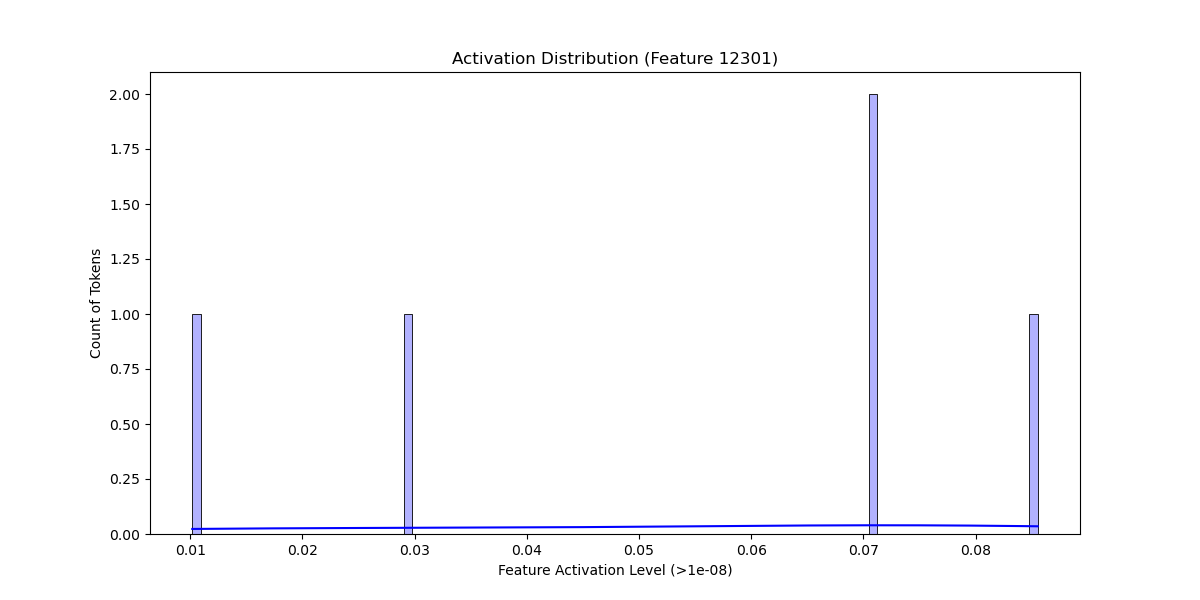 Activation Distribution (Feature 12301)
2.00
1.75
1.50
1.25
1.00
0.75
0.50
0.25
0.00
Count of Tokens
0.01 0.02 0.03 0.04 0.05 0.06 0.07 0.08
Feature Activation Level (>1e-08)